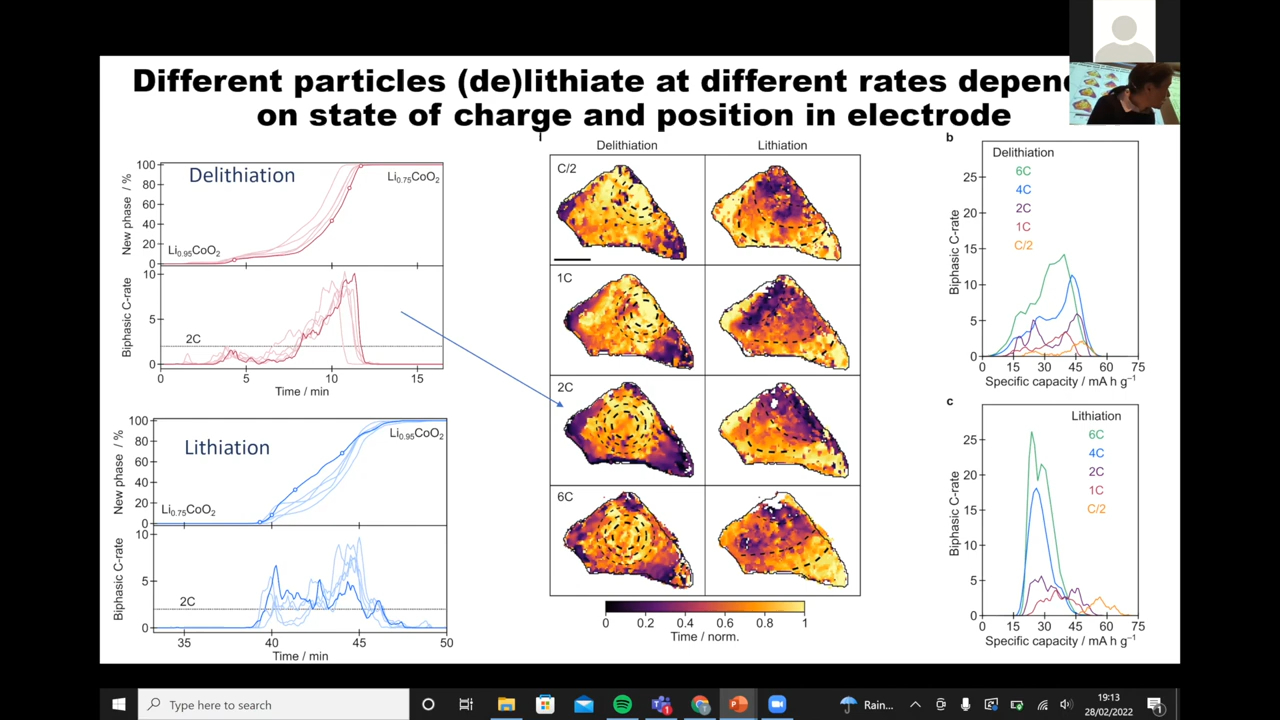 Different particles (de)lithiate at different rates depen
on state of charge and position in electrode
Delithiation
New phase / %
100
80
60
40
20
0
Li0.95CoO2
Li0.75CoO2
Biphasic C-rate
10
5
0
2C
0 5 10 15
Time / min
Lithiation
New phase / %
100
80
60
40
20
0
Li0.75CoO2
Li0.95CoO2
Biphasic C-rate
10
5
0
2C
35 40 45 50
Time / min
Delithiation Lithiation
C/2
1C
2C
6C
0 0.2 0.4 0.6 0.8 1
Time / norm.
b
Delithiation
6C
4C
2C
1C
C/2
Biphasic C-rate
25
20
15
10
5
0
0 15 30 45 60 75
Specific capacity / mA h g⁻¹
c
Lithiation
6C
4C
2C
1C
C/2
Biphasic C-rate
25
20
15
10
5
0
0 15 30 45 60 75
Specific capacity / mA h g⁻¹
Type here to search
Rain...
19:13
28/02/2022